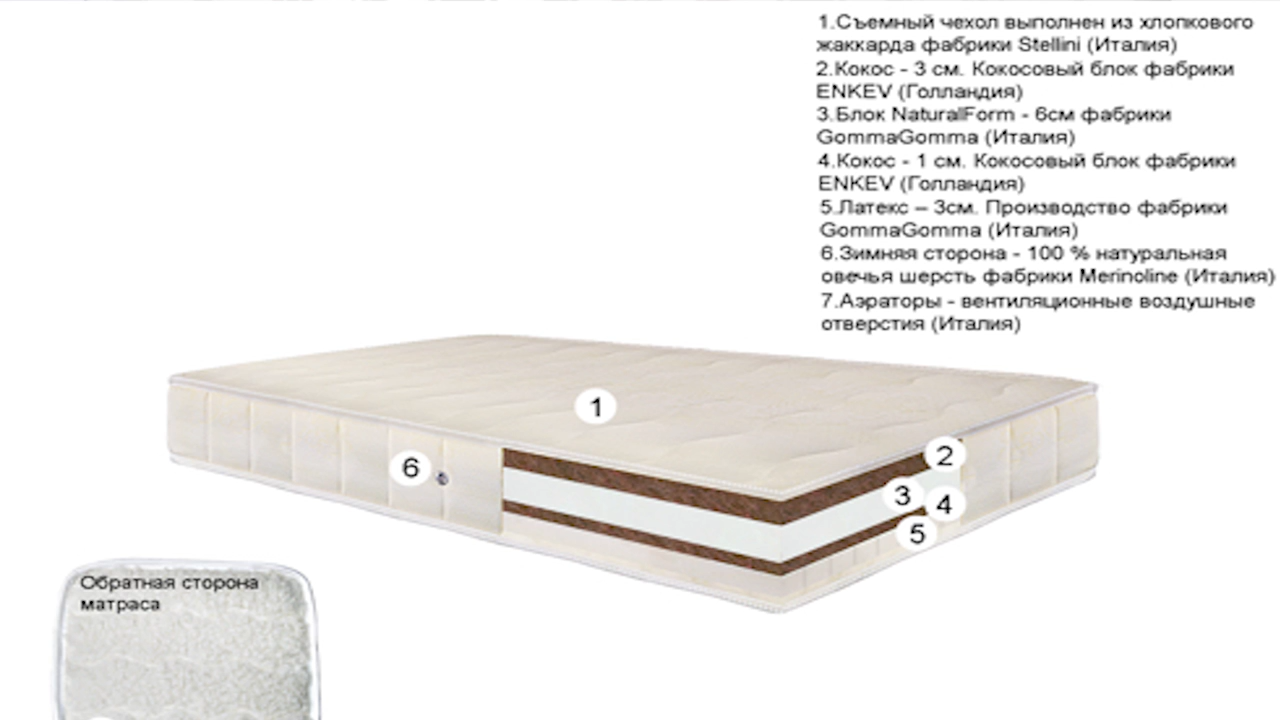 1.Съемный чехол выполнен из хлопкового
жаккарда фабрики Stellini (Италия)
2.Кокос - 3 см. Кокосовый блок фабрики
ENKEV (Голландия)
3.Блок NaturalForm - 6см фабрики
GommaGomma (Италия)
4.Кокос - 1 см. Кокосовый блок фабрики
ENKEV (Голландия)
5.Латекс – 3см. Производство фабрики
GommaGomma (Италия)
6.Зимняя сторона - 100 % натуральная
овечья шерсть фабрики Merinoline (Италия)
7.Аэраторы - вентиляционные воздушные
отверстия (Италия)
1
2
6
3
4
5
Обратная сторона
матраса